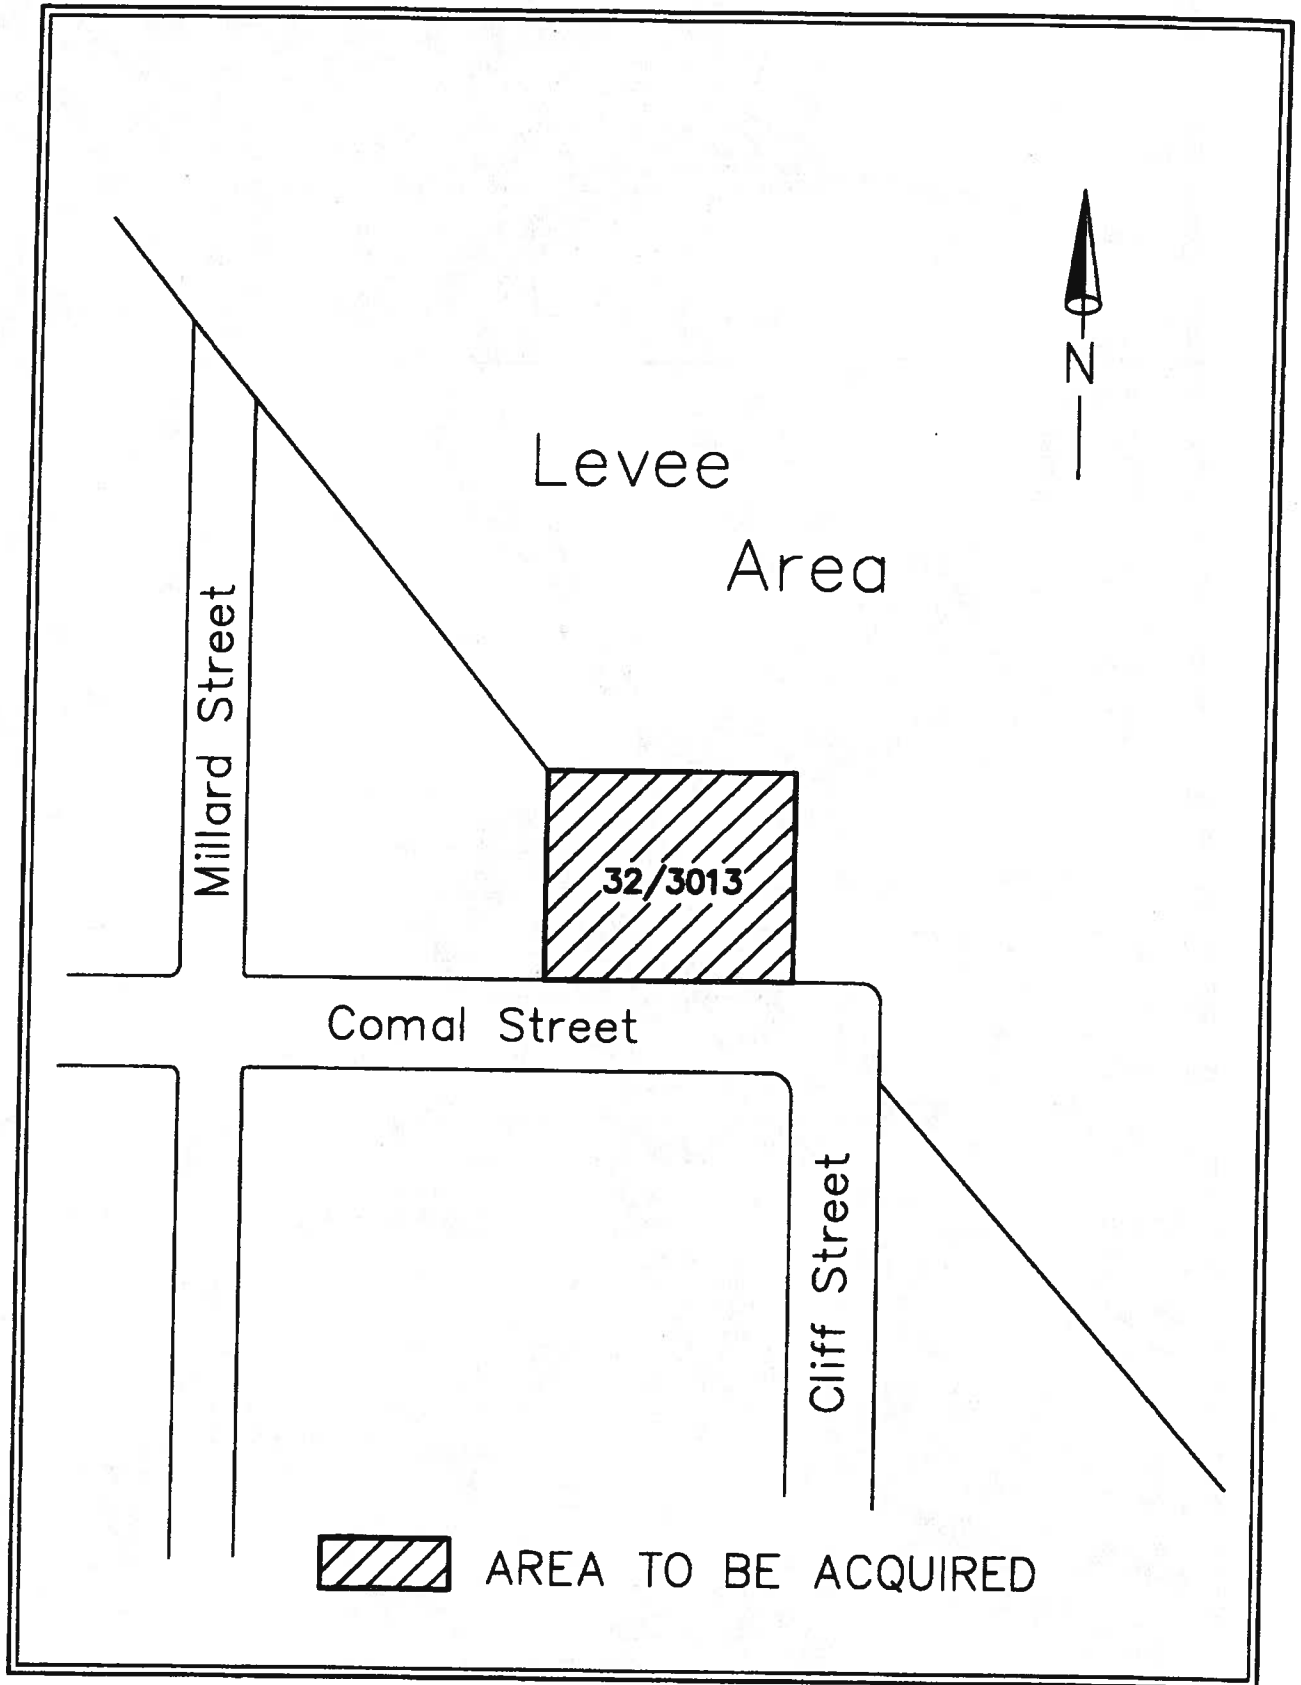 N
Levee
Area
Millard Street
32/3013
Comal Street
Cliff Street
AREA TO BE ACQUIRED